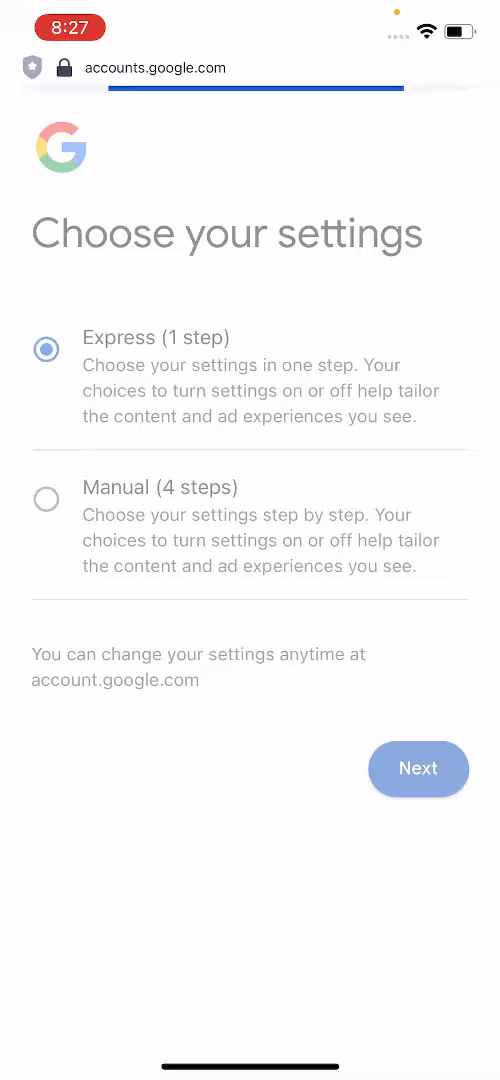 8:27
accounts.google.com
Choose your settings
Express (1 step)
Choose your settings in one step. Your
choices to turn settings on or off help tailor
the content and ad experiences you see.
Manual (4 steps)
Choose your settings step by step. Your
choices to turn settings on or off help tailor
the content and ad experiences you see.
You can change your settings anytime at
account.google.com
Next